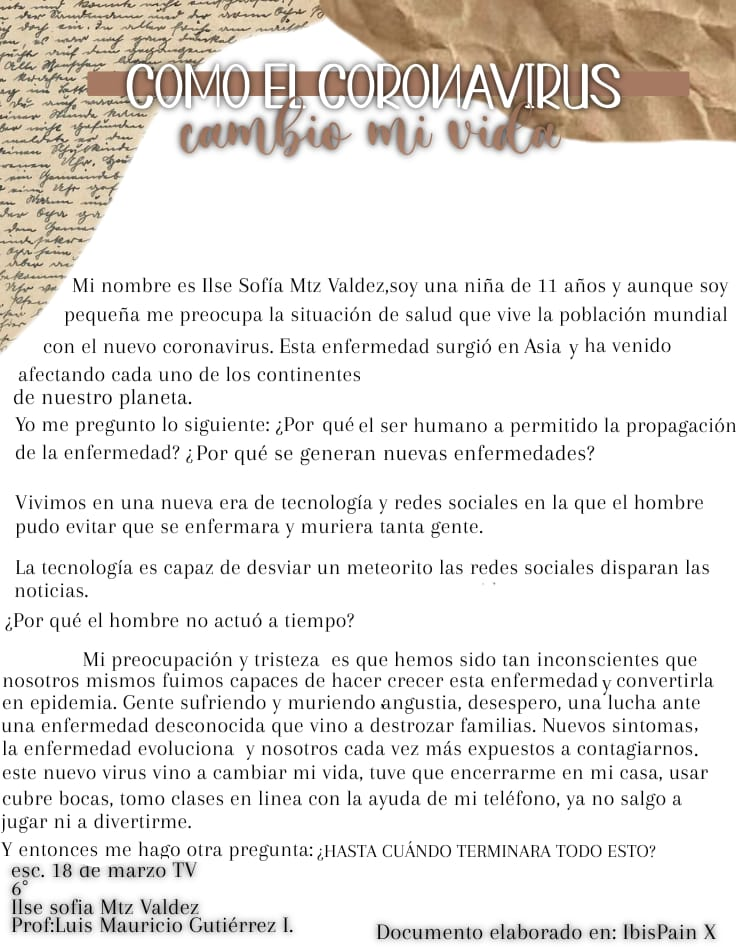 COMO EL CORONAVIRUS
cambio mi vida
Mi nombre es Ilse Sofía Mtz Valdez,soy una niña de 11 años y aunque soy
pequeña me preocupa la situación de salud que vive la población mundial
con el nuevo coronavirus. Esta enfermedad surgió en Asia y ha venido
afectando cada uno de los continentes
de nuestro planeta.
Yo me pregunto lo siguiente: ¿Por qué el ser humano a permitido la propagación
de la enfermedad? ¿Por qué se generan nuevas enfermedades?
Vivimos en una nueva era de tecnología y redes sociales en la que el hombre
pudo evitar que se enfermara y muriera tanta gente.
La tecnología es capaz de desviar un meteorito las redes sociales disparan las
noticias.
¿Por qué el hombre no actuó a tiempo?
Mi preocupación y tristeza es que hemos sido tan inconscientes que
nosotros mismos fuimos capaces de hacer crecer esta enfermedad y convertirla
en epidemia. Gente sufriendo y muriendo angustia, desespero, una lucha ante
una enfermedad desconocida que vino a destrozar familias. Nuevos sintomas,
la enfermedad evoluciona y nosotros cada vez más expuestos a contagiarnos.
este nuevo virus vino a cambiar mi vida, tuve que encerrarme en mi casa, usar
cubre bocas, tomo clases en linea con la ayuda de mi teléfono, ya no salgo a
jugar ni a divertirme.
Y entonces me hago otra pregunta: ¿HASTA CUÁNDO TERMINARA TODO ESTO?
esc. 18 de marzo TV
6°
Ilse sofia Mtz Valdez
Prof:Luis Mauricio Gutiérrez I.
Documento elaborado en: IbisPain X